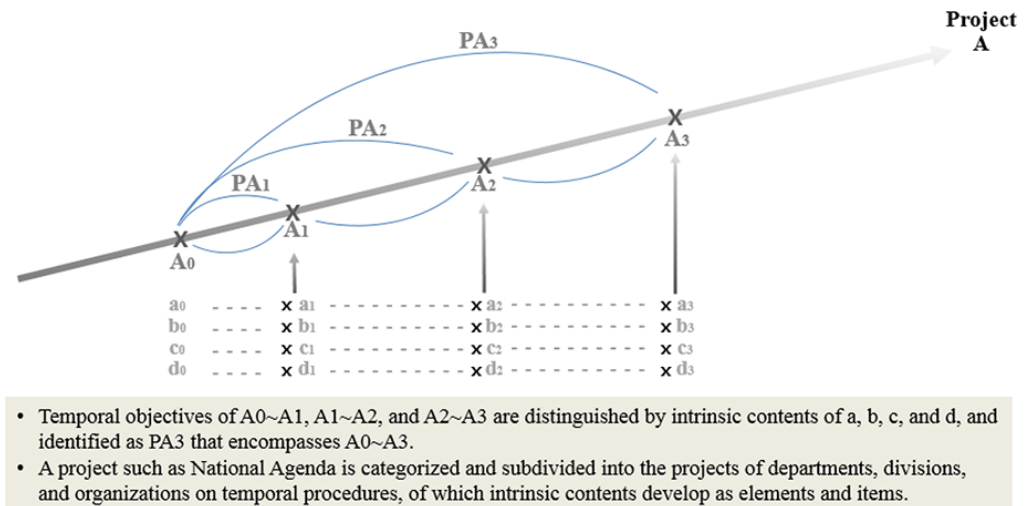 Project
A
PA3
PA2
PA1
A3
A2
A1
A0
a0 ---- x a1 ---------- x a2 ---------- x a3
b0 ---- x b1 ---------- x b2 ---------- x b3
c0 ---- x c1 ---------- x c2 ---------- x c3
d0 ---- x d1 ---------- x d2 ---------- x d3
• Temporal objectives of A0~A1, A1~A2, and A2~A3 are distinguished by intrinsic contents of a, b, c, and d, and
identified as PA3 that encompasses A0~A3.
• A project such as National Agenda is categorized and subdivided into the projects of departments, divisions,
and organizations on temporal procedures, of which intrinsic contents develop as elements and items.